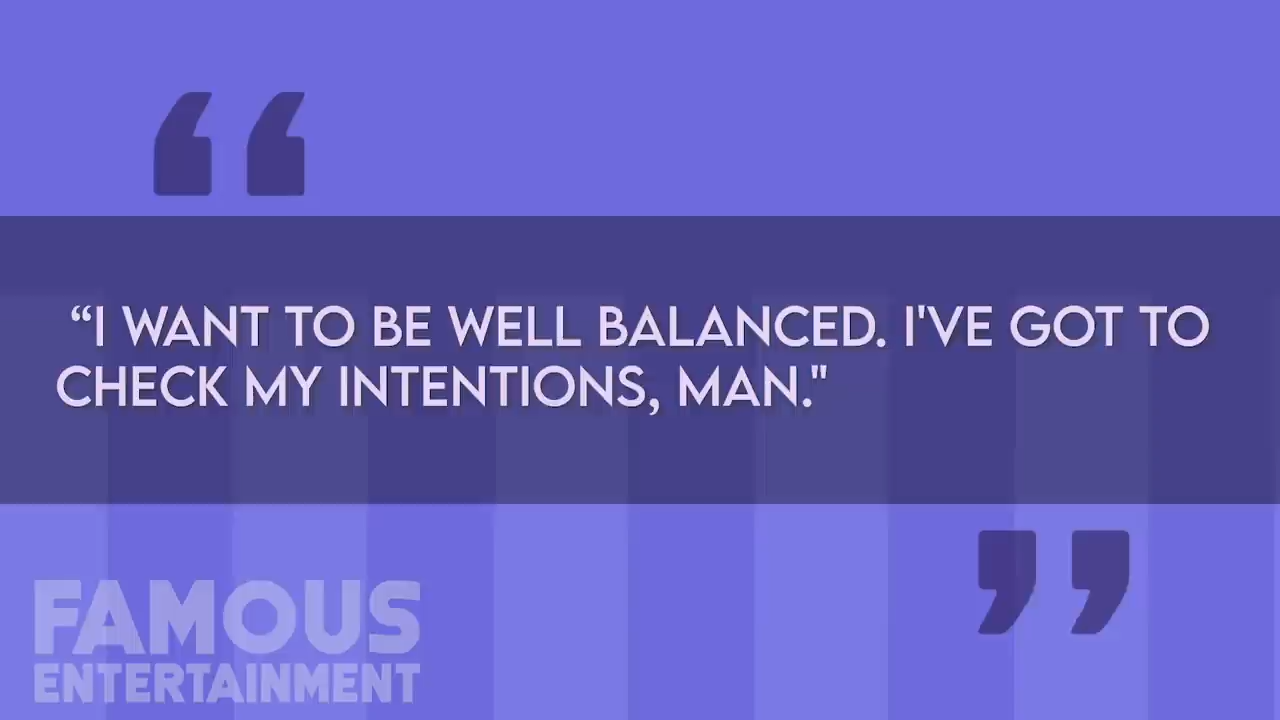 “I WANT TO BE WELL BALANCED. I'VE GOT TO
CHECK MY INTENTIONS, MAN."
FAMOUS
ENTERTAINMENT